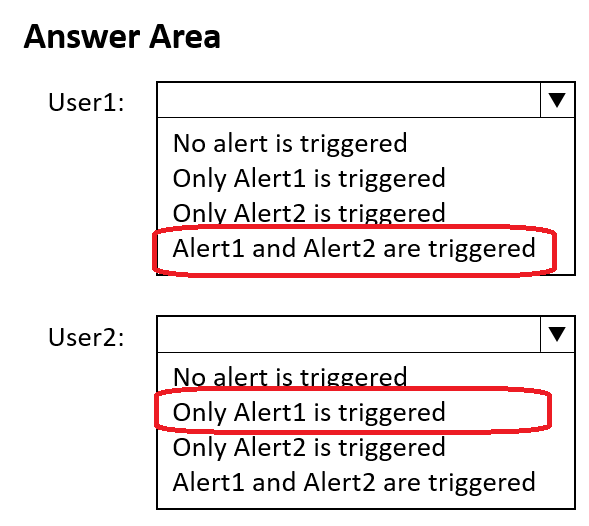 Answer Area
User1:
No alert is triggered
Only Alert1 is triggered
Only Alert2 is triggered
Alert1 and Alert2 are triggered
User2:
No alert is triggered
Only Alert1 is triggered
Only Alert2 is triggered
Alert1 and Alert2 are triggered